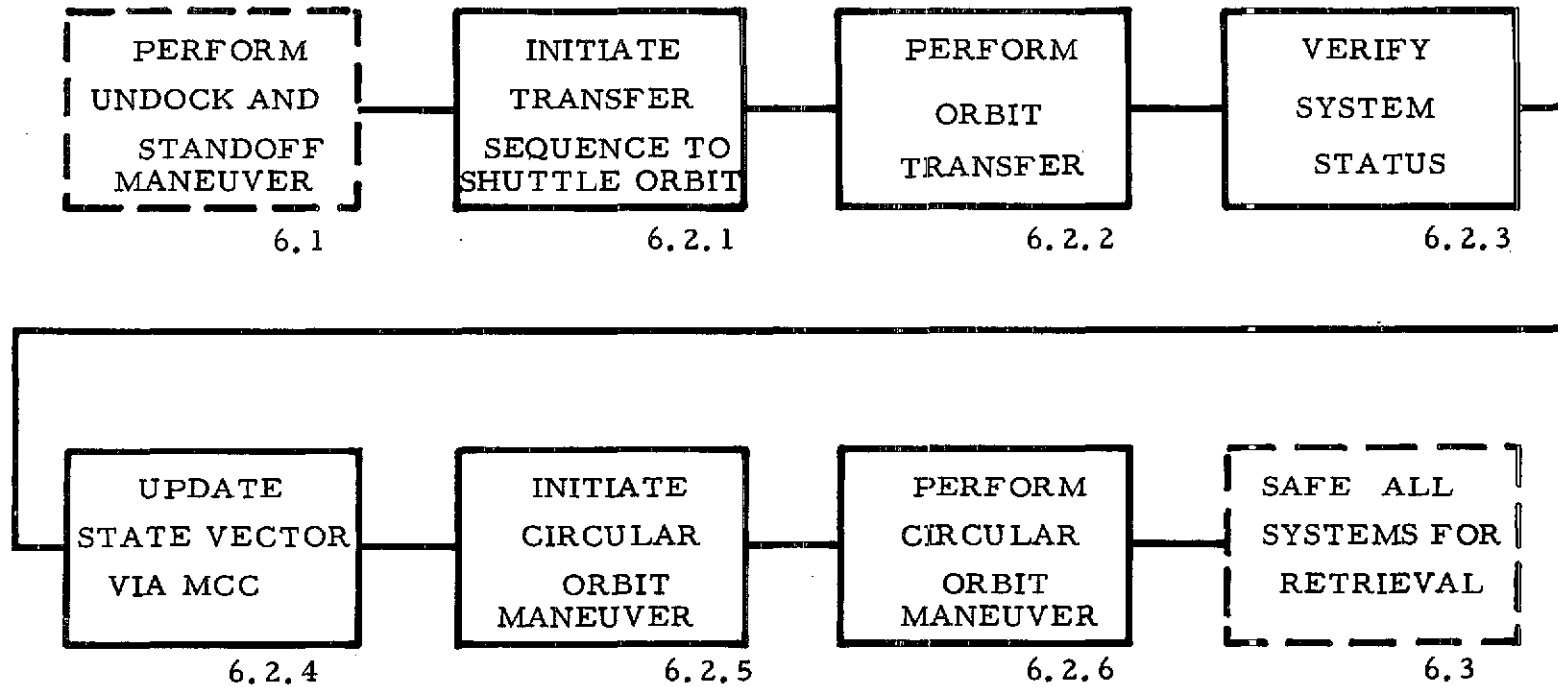 PERFORM
UNDOCK AND
STANDOFF
MANEUVER
6.1
INITIATE
TRANSFER
SEQUENCE TO
SHUTTLE ORBIT
6.2.1
PERFORM
ORBIT
TRANSFER
6.2.2
VERIFY
SYSTEM
STATUS
6.2.3
UPDATE
STATE VECTOR
VIA MCC
6.2.4
INITIATE
CIRCULAR
ORBIT
MANEUVER
6.2.5
PERFORM
CIRCULAR
ORBIT
MANEUVER
6.2.6
SAFE ALL
SYSTEMS FOR
RETRIEVAL
6.3